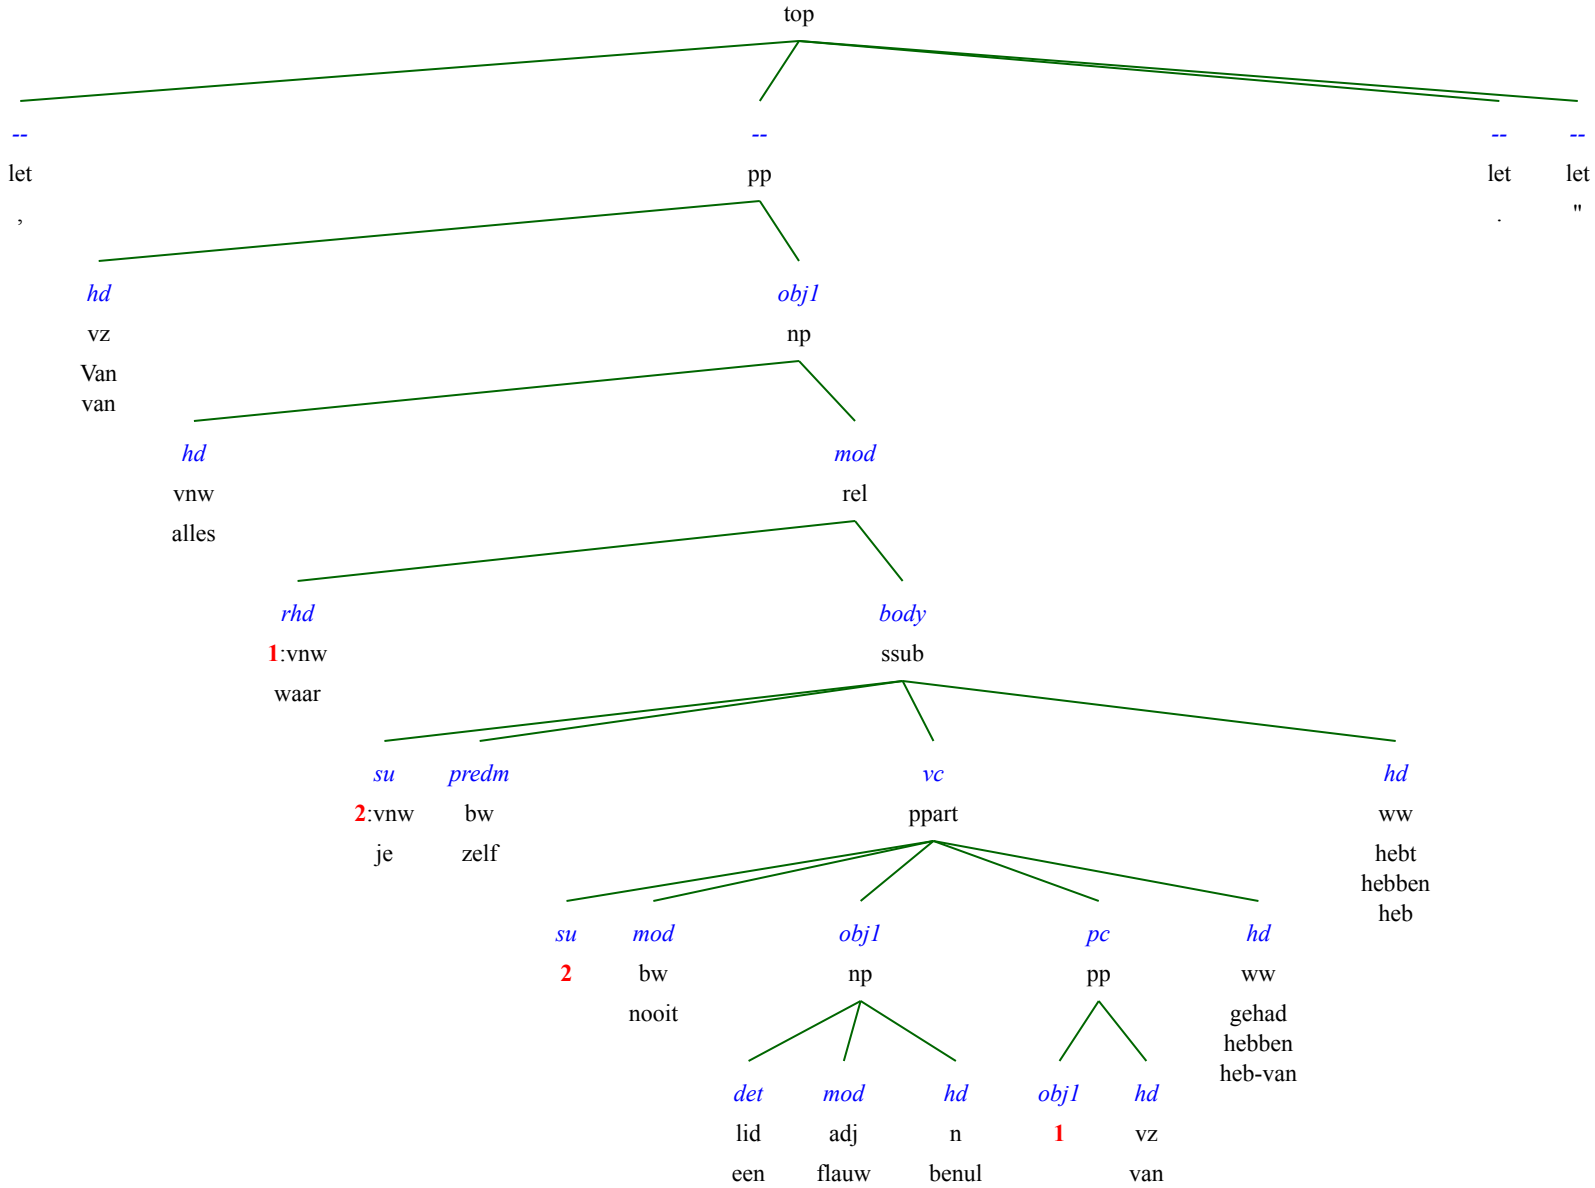 top
-- -- -- --
let pp let let
, . "
hd obj1
vz np
Van
van
hd mod
vnw rel
alles
rhd body
1:vnw ssub
waar
su predm vc hd
2:vnw bw ppart ww
je zelf hebt
hebben
heb
su mod obj1 pc hd
2 bw np pp ww
nooit gehad
hebben
heb-van
det mod hd obj1 hd
lid adj n 1 vz
een flauw benul van